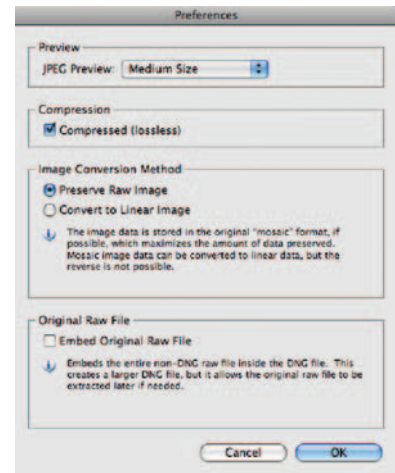 Preferences
Preview
JPEG Preview: Medium Size
Compression
Compressed (lossless)
Image Conversion Method
Preserve Raw Image
Convert to Linear Image
The image data is stored in the original "mosaic" format, if
possible, which maximizes the amount of data preserved.
Mosaic image data can be converted to linear data, but the
reverse is not possible.
Original Raw File
Embed Original Raw File
Embeds the entire non-DNG raw file inside the DNG file. This
creates a larger DNG file, but it allows the original raw file to be
extracted later if needed.
Cancel OK